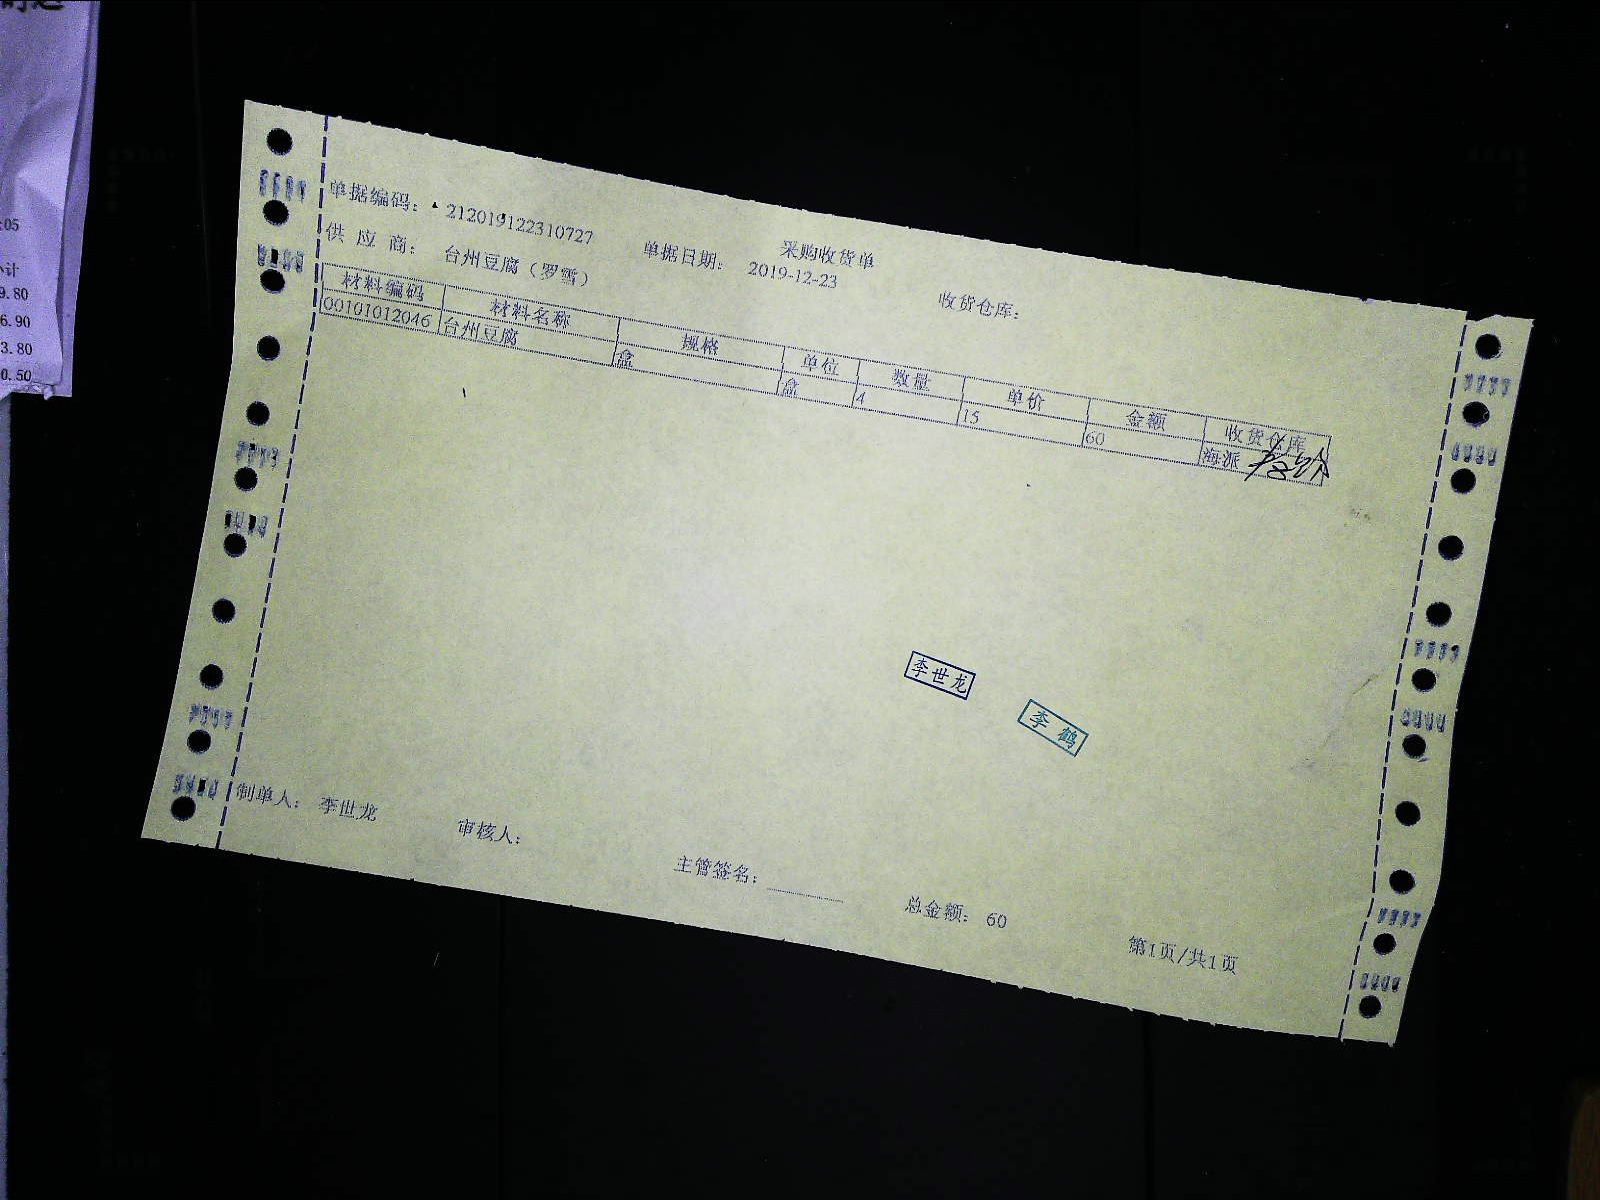 采购收货单
单据编码: 212019122310727 单据日期: 2019-12-23 收货仓库:
供 应 商: 台州豆腐（罗雪）
材料编码 材料名称 规格 单位 数量 单价 金额 收货仓库
00101012046 台州豆腐 盒 盒 4 15 60 海派
李世龙
李鹤
制单人: 李世龙 审核人: 主管签名: 总金额: 60 第1页/共1页
:05
小计
9.80
6.90
3.80
0.50